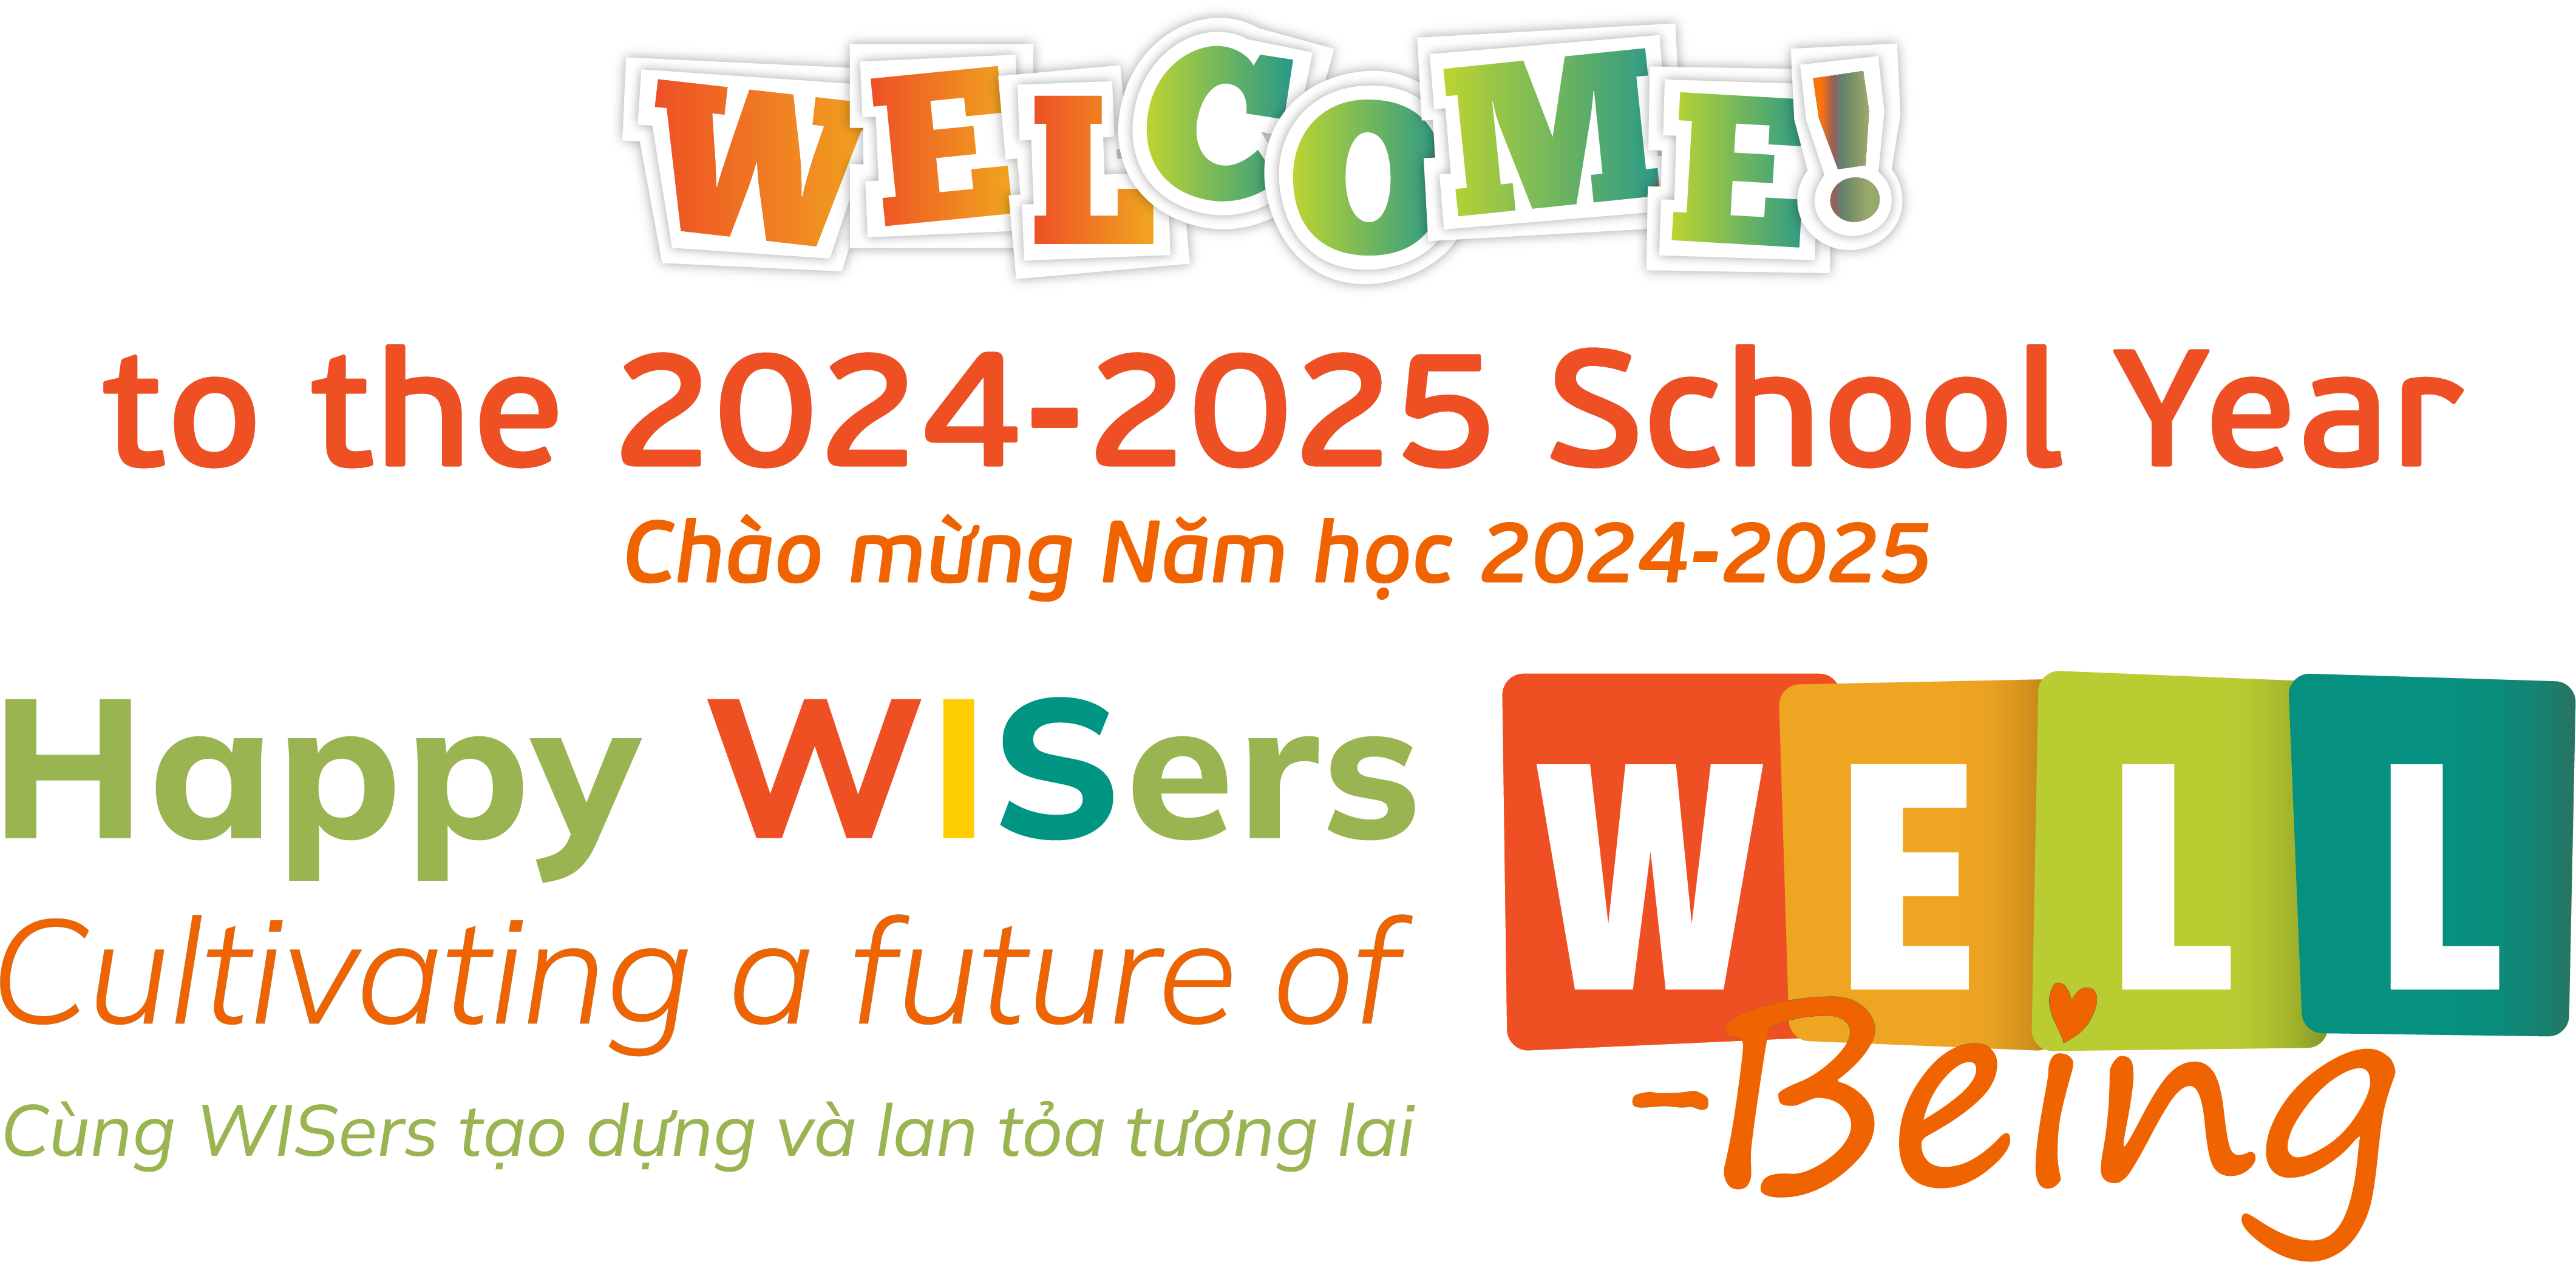 WELCOME!
to the 2024-2025 School Year
Chào mừng Năm học 2024-2025
Happy WISers
Cultivating a future of
WELL
-Being
Cùng WISers tạo dựng và lan tỏa tương lai